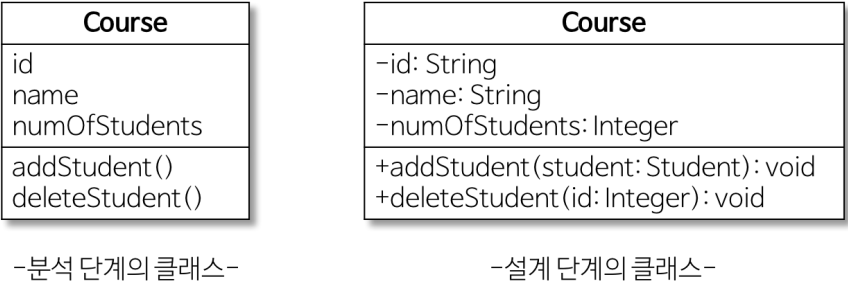 Course
id
name
numOfStudents
addStudent()
deleteStudent()
-분석 단계의 클래스-
Course
-id: String
-name: String
-numOfStudents: Integer
+addStudent(student: Student): void
+deleteStudent(id: Integer): void
-설계 단계의 클래스-